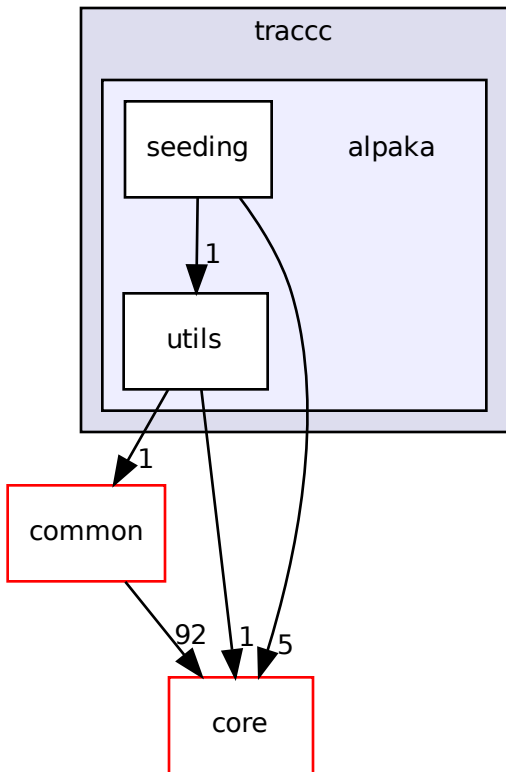 traccc
seeding
alpaka
1
utils
1
common
92
1
5
core